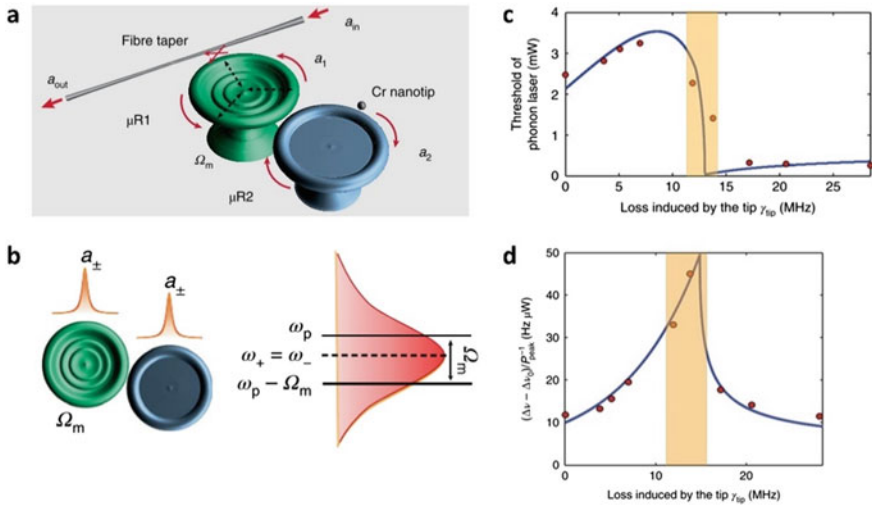 a
Fibre taper
a_in
a_out
a_1
Cr nanotip
μR1
Ω_m
a_2
μR2
b
a_±
a_±
Ω_m
ω_p
ω_+ = ω_−
ω_p − Ω_m
Ω_m
c
Threshold of
phonon laser (mW)
4
3
2
1
0
0 5 10 15 20 25
Loss induced by the tip γ_tip (MHz)
d
(Δν − Δν_0)/P^{-1}_{peak} (Hz μW)
50
40
30
20
10
0
0 10 20
Loss induced by the tip γ_tip (MHz)